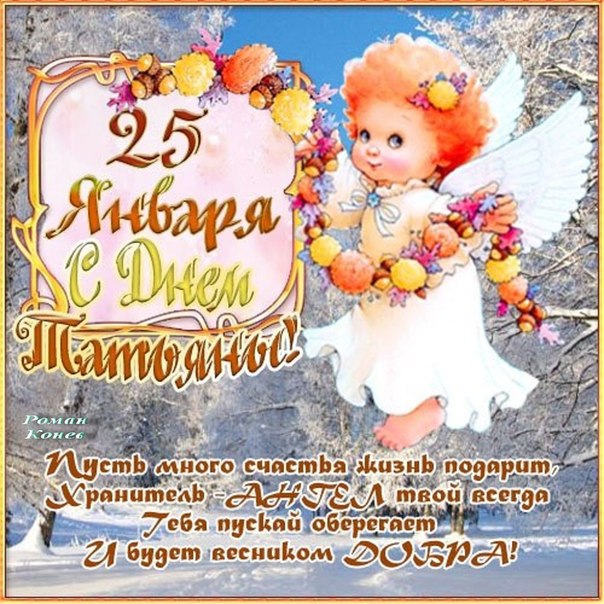 25
Января
С Днем
Татьяны!
Роман
Конев
Пусть много счастья жизнь подарит,
Хранитель - АНГЕЛ твой всегда
Тебя пускай оберегает
И будет весником ДОБРА!